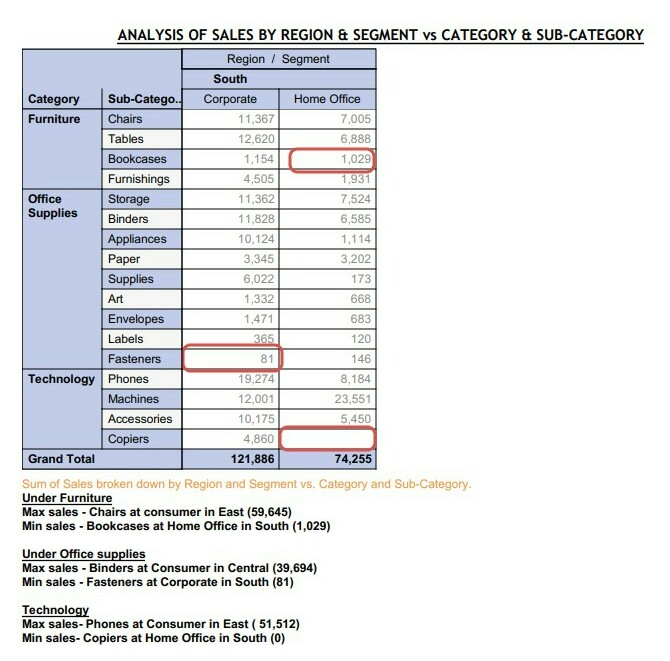 ANALYSIS OF SALES BY REGION & SEGMENT vs CATEGORY & SUB-CATEGORY
Region / Segment
South
Category Sub-Catego.. Corporate Home Office
Furniture Chairs 11,367 7,005
Tables 12,620 6,888
Bookcases 1,154 1,029
Furnishings 4,505 1,931
Office Supplies Storage 11,362 7,524
Binders 11,828 6,585
Appliances 10,124 1,114
Paper 3,345 3,202
Supplies 6,022 173
Art 1,332 668
Envelopes 1,471 683
Labels 365 120
Fasteners 81 146
Technology Phones 19,274 8,184
Machines 12,001 23,551
Accessories 10,175 5,450
Copiers 4,860
Grand Total 121,886 74,255
Sum of Sales broken down by Region and Segment vs. Category and Sub-Category.
Under Furniture
Max sales - Chairs at consumer in East (59,645)
Min sales - Bookcases at Home Office in South (1,029)
Under Office supplies
Max sales - Binders at Consumer in Central (39,694)
Min sales - Fasteners at Corporate in South (81)
Technology
Max sales- Phones at Consumer in East ( 51,512)
Min sales- Copiers at Home Office in South (0)